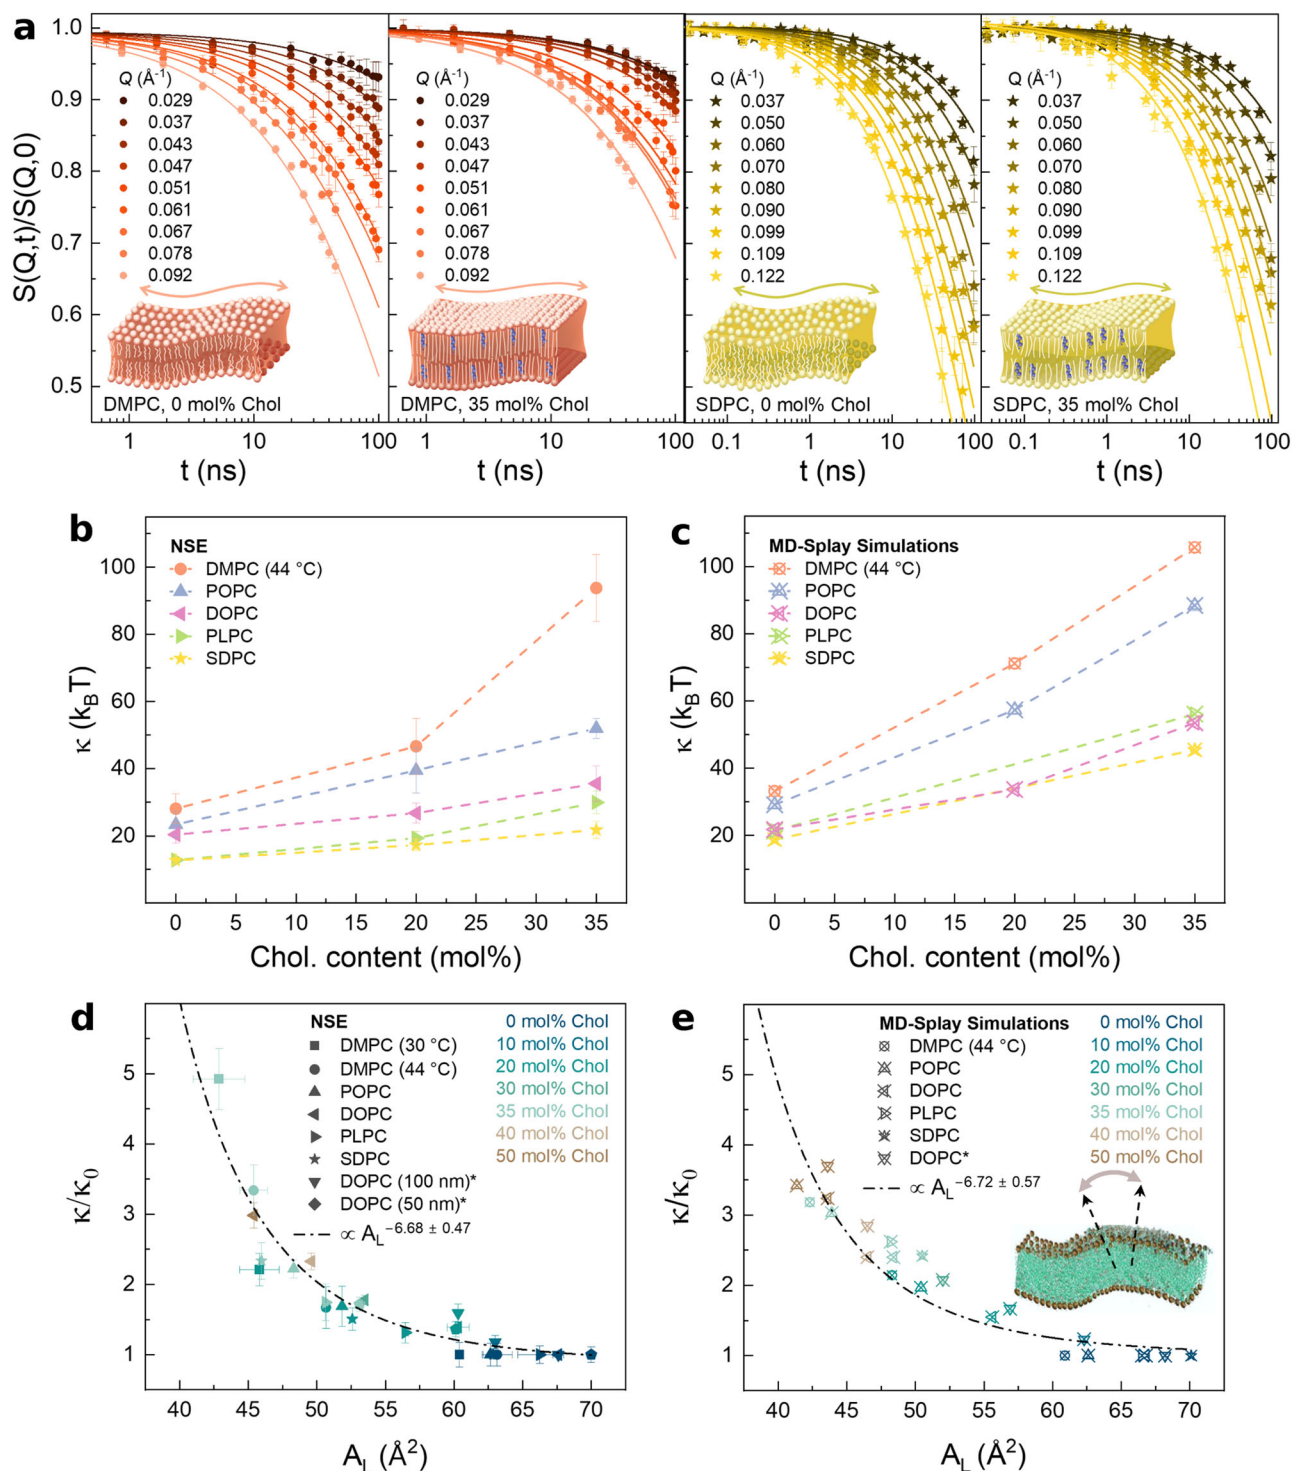 a
S(Q,t)/S(Q,0)
1.0
0.9
0.8
0.7
0.6
0.5
Q (Å⁻¹)
0.029
0.037
0.043
0.047
0.051
0.061
0.067
0.078
0.092
DMPC, 0 mol% Chol
1 10 100
t (ns)
Q (Å⁻¹)
0.029
0.037
0.043
0.047
0.051
0.061
0.067
0.078
0.092
DMPC, 35 mol% Chol
1 10 100
t (ns)
Q (Å⁻¹)
0.037
0.050
0.060
0.070
0.080
0.090
0.099
0.109
0.122
SDPC, 0 mol% Chol
0.1 1 10 100
t (ns)
Q (Å⁻¹)
0.037
0.050
0.060
0.070
0.080
0.090
0.099
0.109
0.122
SDPC, 35 mol% Chol
0.1 1 10 100
t (ns)
b
NSE
DMPC (44 °C)
POPC
DOPC
PLPC
SDPC
κ (k_BT)
100
80
60
40
20
0 5 10 15 20 25 30 35
Chol. content (mol%)
c
MD-Splay Simulations
DMPC (44 °C)
POPC
DOPC
PLPC
SDPC
κ (k_BT)
100
80
60
40
20
0 5 10 15 20 25 30 35
Chol. content (mol%)
d
NSE
DMPC (30 °C)
DMPC (44 °C)
POPC
DOPC
PLPC
SDPC
DOPC (100 nm)*
DOPC (50 nm)*
∝ A_L^−6.68 ± 0.47
0 mol% Chol
10 mol% Chol
20 mol% Chol
30 mol% Chol
35 mol% Chol
40 mol% Chol
50 mol% Chol
κ/κ₀
5
4
3
2
1
40 45 50 55 60 65 70
A_L (Å²)
e
MD-Splay Simulations
DMPC (44 °C)
POPC
DOPC
PLPC
SDPC
DOPC*
∝ A_L^−6.72 ± 0.57
0 mol% Chol
10 mol% Chol
20 mol% Chol
30 mol% Chol
35 mol% Chol
40 mol% Chol
50 mol% Chol
κ/κ₀
5
4
3
2
1
40 45 50 55 60 65 70
A_L (Å²)